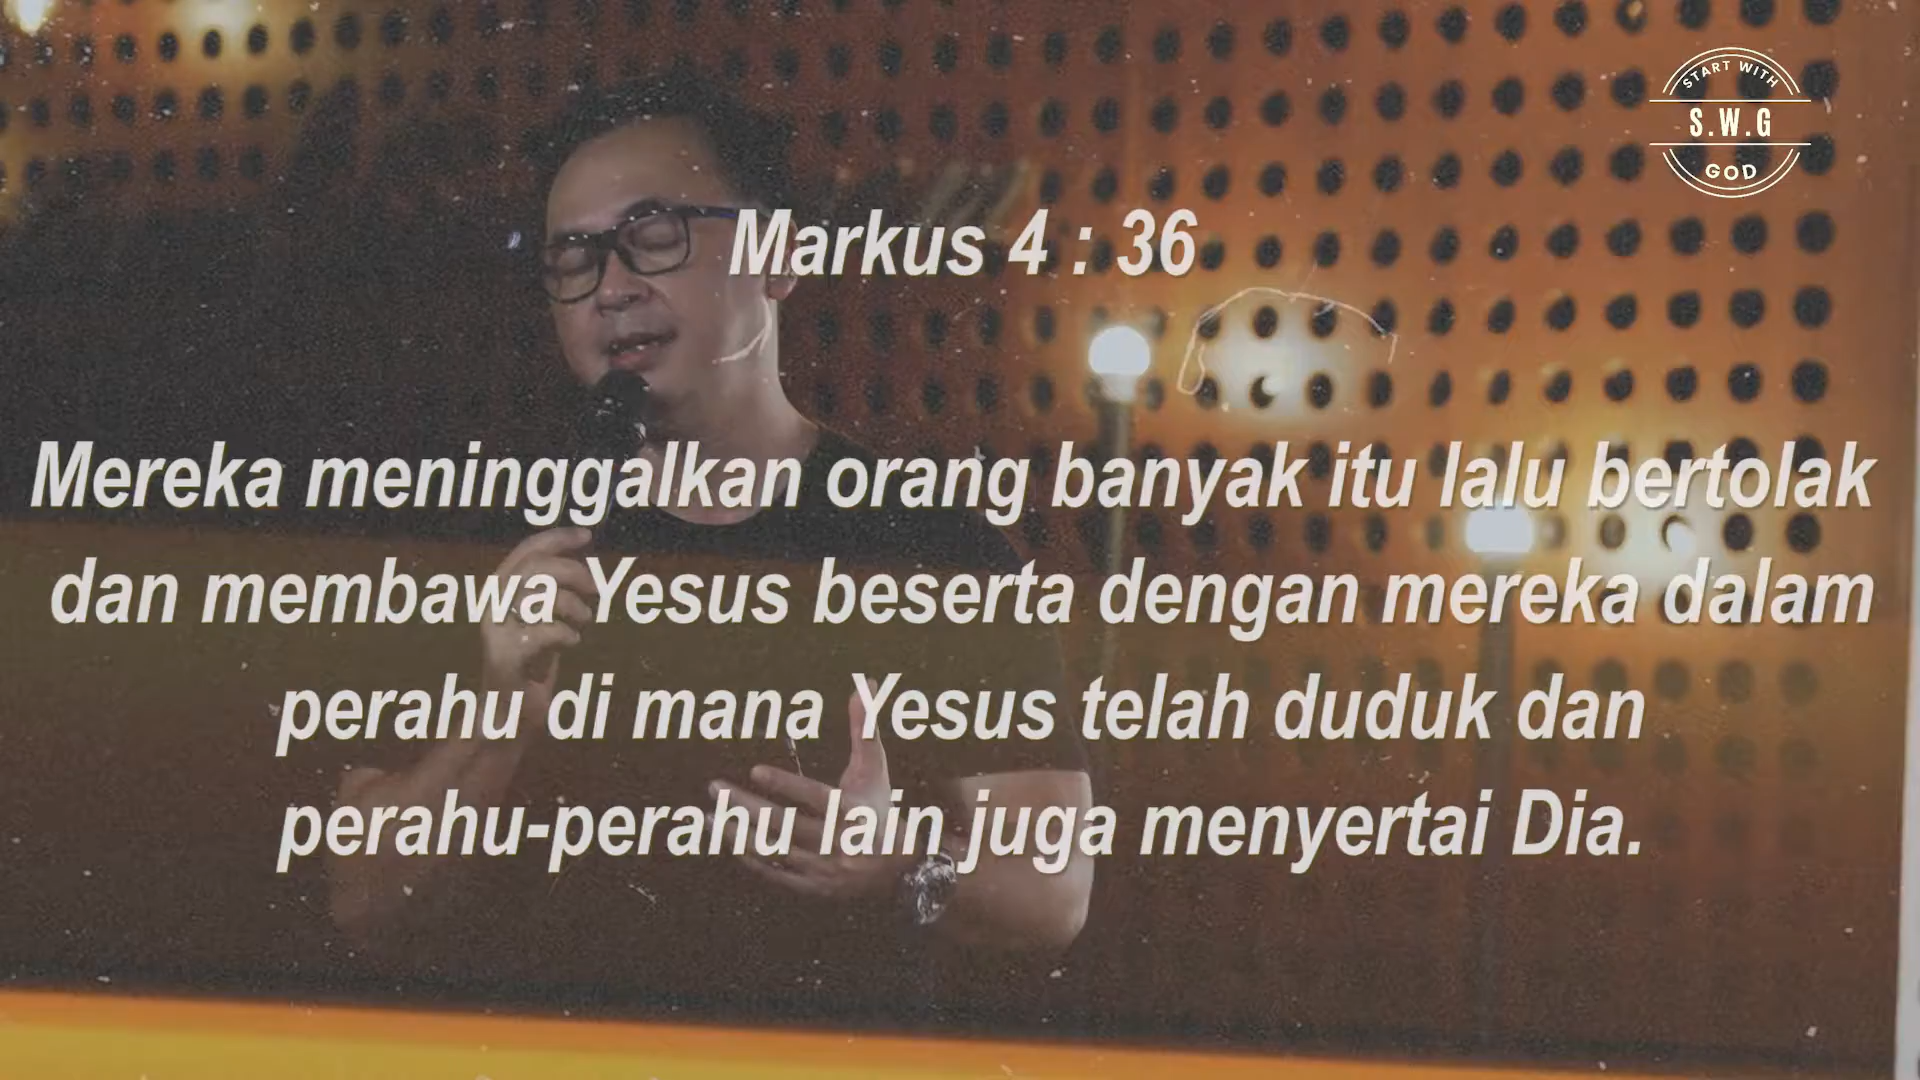 START WITH
S.W.G
GOD
Markus 4 : 36
Mereka meninggalkan orang banyak itu lalu bertolak
dan membawa Yesus beserta dengan mereka dalam
perahu di mana Yesus telah duduk dan
perahu-perahu lain juga menyertai Dia.